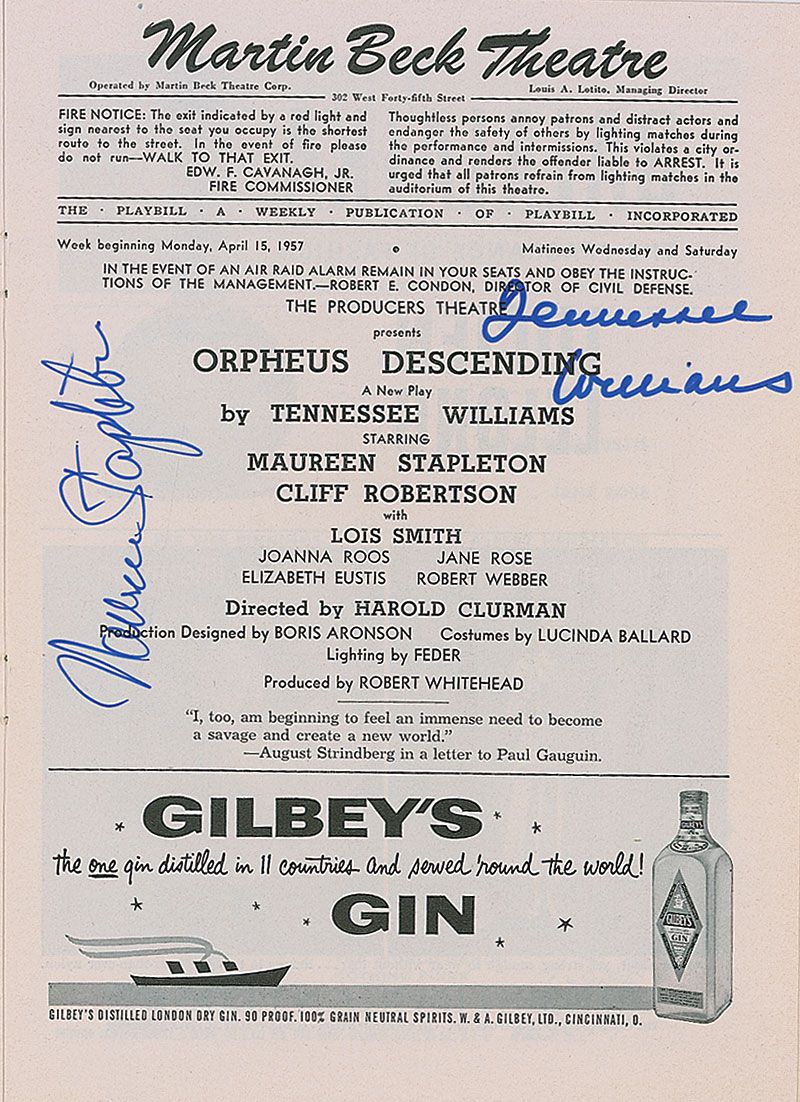 Martin Beck Theatre
Operated by Martin Beck Theatre Corp.
Louis A. Lotito, Managing Director
302 West Forty-fifth Street
FIRE NOTICE: The exit indicated by a red light and
sign nearest to the seat you occupy is the shortest
route to the street. In the event of fire please
do not run—WALK TO THAT EXIT.
EDW. F. CAVANAGH, JR.
FIRE COMMISSIONER
Thoughtless persons annoy patrons and distract actors and
endanger the safety of others by lighting matches during
the performance and intermissions. This violates a city or-
dinance and renders the offender liable to ARREST. It is
urged that all patrons refrain from lighting matches in the
auditorium of this theatre.
THE · PLAYBILL · A · WEEKLY · PUBLICATION · OF · PLAYBILL · INCORPORATED
Week beginning Monday, April 15, 1957
Matinees Wednesday and Saturday
IN THE EVENT OF AN AIR RAID ALARM REMAIN IN YOUR SEATS AND OBEY THE INSTRUC-
TIONS OF THE MANAGEMENT.—ROBERT E. CONDON, DIRECTOR OF CIVIL DEFENSE.
THE PRODUCERS THEATRE
Tennessee
Williams
presents
ORPHEUS DESCENDING
A New Play
by TENNESSEE WILLIAMS
STARRING
MAUREEN STAPLETON
CLIFF ROBERTSON
with
LOIS SMITH
JOANNA ROOS JANE ROSE
ELIZABETH EUSTIS ROBERT WEBBER
Maureen Stapleton
Directed by HAROLD CLURMAN
Production Designed by BORIS ARONSON Costumes by LUCINDA BALLARD
Lighting by FEDER
Produced by ROBERT WHITEHEAD
"I, too, am beginning to feel an immense need to become
a savage and create a new world."
—August Strindberg in a letter to Paul Gauguin.
GILBEY'S
the one gin distilled in 11 countries and served 'round the world!
GIN
GILBEY'S
GILBEY'S
GIN
GILBEY'S DISTILLED LONDON DRY GIN. 90 PROOF. 100% GRAIN NEUTRAL SPIRITS. W. & A. GILBEY, LTD., CINCINNATI, O.